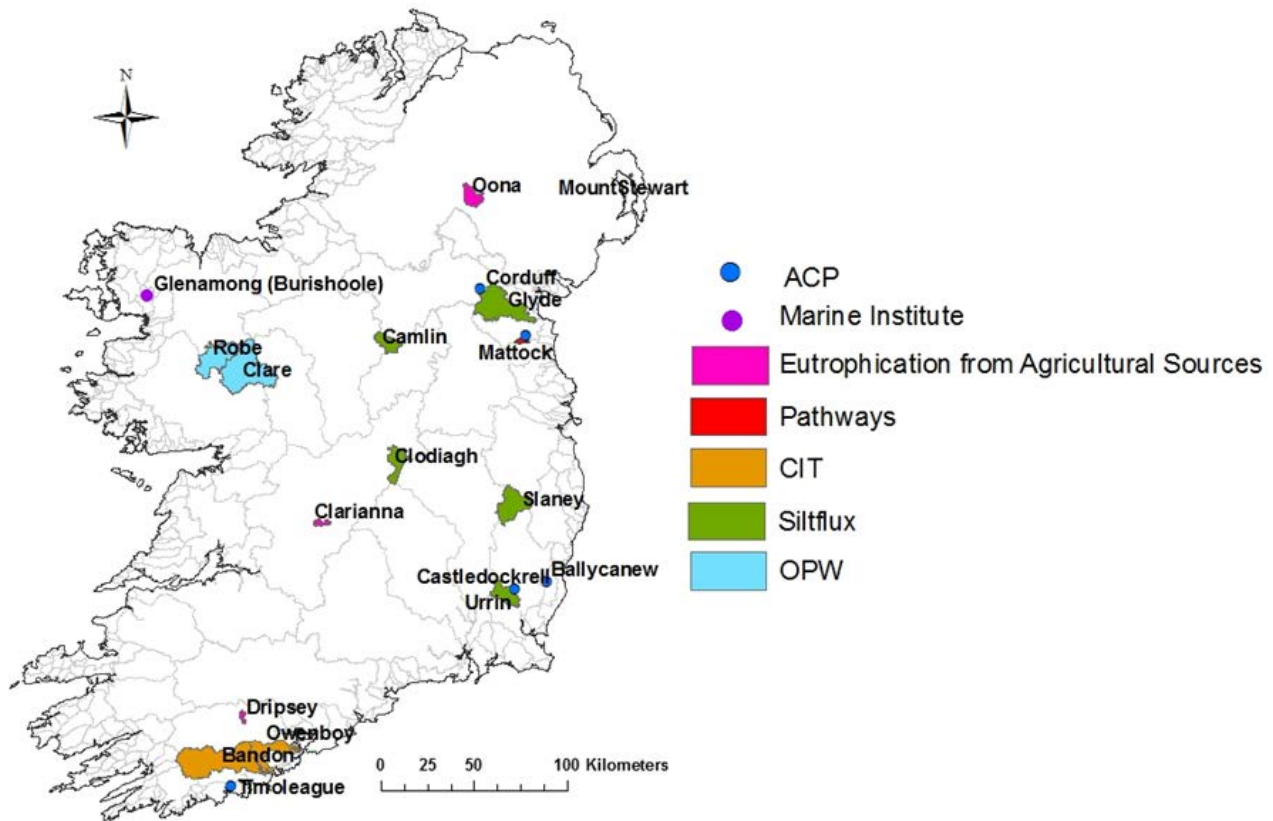 N
Oona
MountStewart
Glenamong (Burishoole)
Corduff
Glyde
Camlin
Mattock
Robe
Clare
Clodiagh
Slaney
Clarianna
Castledockrell
Ballycanew
Urrin
Dripsey
Owenboy
Bandon
Timoleague
0 25 50 100 Kilometers
ACP
Marine Institute
Eutrophication from Agricultural Sources
Pathways
CIT
Siltflux
OPW